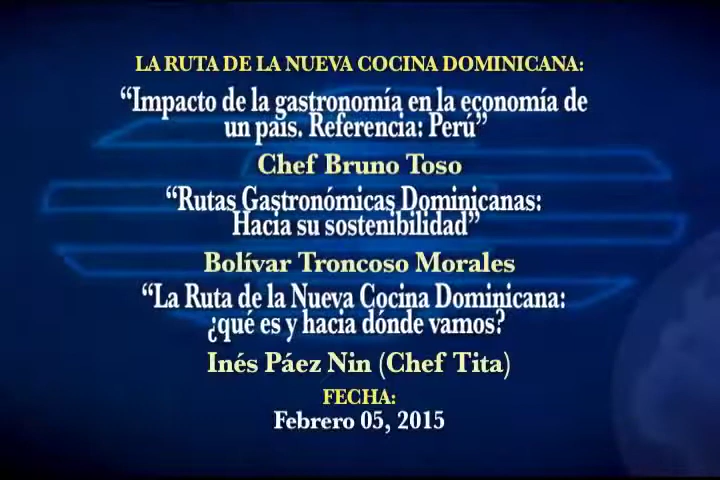 LA RUTA DE LA NUEVA COCINA DOMINICANA:
“Impacto de la gastronomía en la economía de
un país. Referencia: Perú”
Chef Bruno Toso
“Rutas Gastronómicas Dominicanas:
Hacia su sostenibilidad”
Bolívar Troncoso Morales
“La Ruta de la Nueva Cocina Dominicana:
¿qué es y hacia dónde vamos?
Inés Páez Nin (Chef Tita)
FECHA:
Febrero 05, 2015